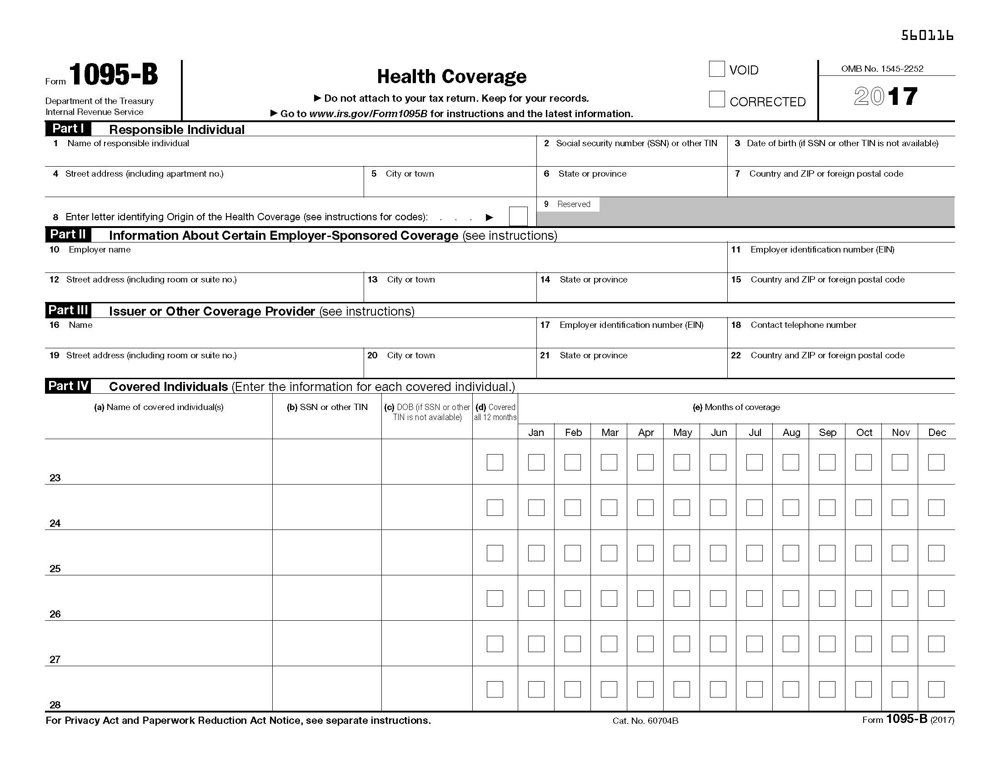 560116
Form 1095-B
Department of the Treasury
Internal Revenue Service
Health Coverage
▶ Do not attach to your tax return. Keep for your records.
▶ Go to www.irs.gov/Form1095B for instructions and the latest information.
VOID
CORRECTED
OMB No. 1545-2252
2017
Part I Responsible Individual
1 Name of responsible individual
2 Social security number (SSN) or other TIN
3 Date of birth (if SSN or other TIN is not available)
4 Street address (including apartment no.)
5 City or town
6 State or province
7 Country and ZIP or foreign postal code
8 Enter letter identifying Origin of the Health Coverage (see instructions for codes): . . . ▶
9 Reserved
Part II Information About Certain Employer-Sponsored Coverage (see instructions)
10 Employer name
11 Employer identification number (EIN)
12 Street address (including room or suite no.)
13 City or town
14 State or province
15 Country and ZIP or foreign postal code
Part III Issuer or Other Coverage Provider (see instructions)
16 Name
17 Employer identification number (EIN)
18 Contact telephone number
19 Street address (including room or suite no.)
20 City or town
21 State or province
22 Country and ZIP or foreign postal code
Part IV Covered Individuals (Enter the information for each covered individual.)
(a) Name of covered individual(s)
(b) SSN or other TIN
(c) DOB (if SSN or other
TIN is not available)
(d) Covered
all 12 months
(e) Months of coverage
Jan Feb Mar Apr May Jun Jul Aug Sep Oct Nov Dec
23
24
25
26
27
28
For Privacy Act and Paperwork Reduction Act Notice, see separate instructions.
Cat. No. 60704B
Form 1095-B (2017)